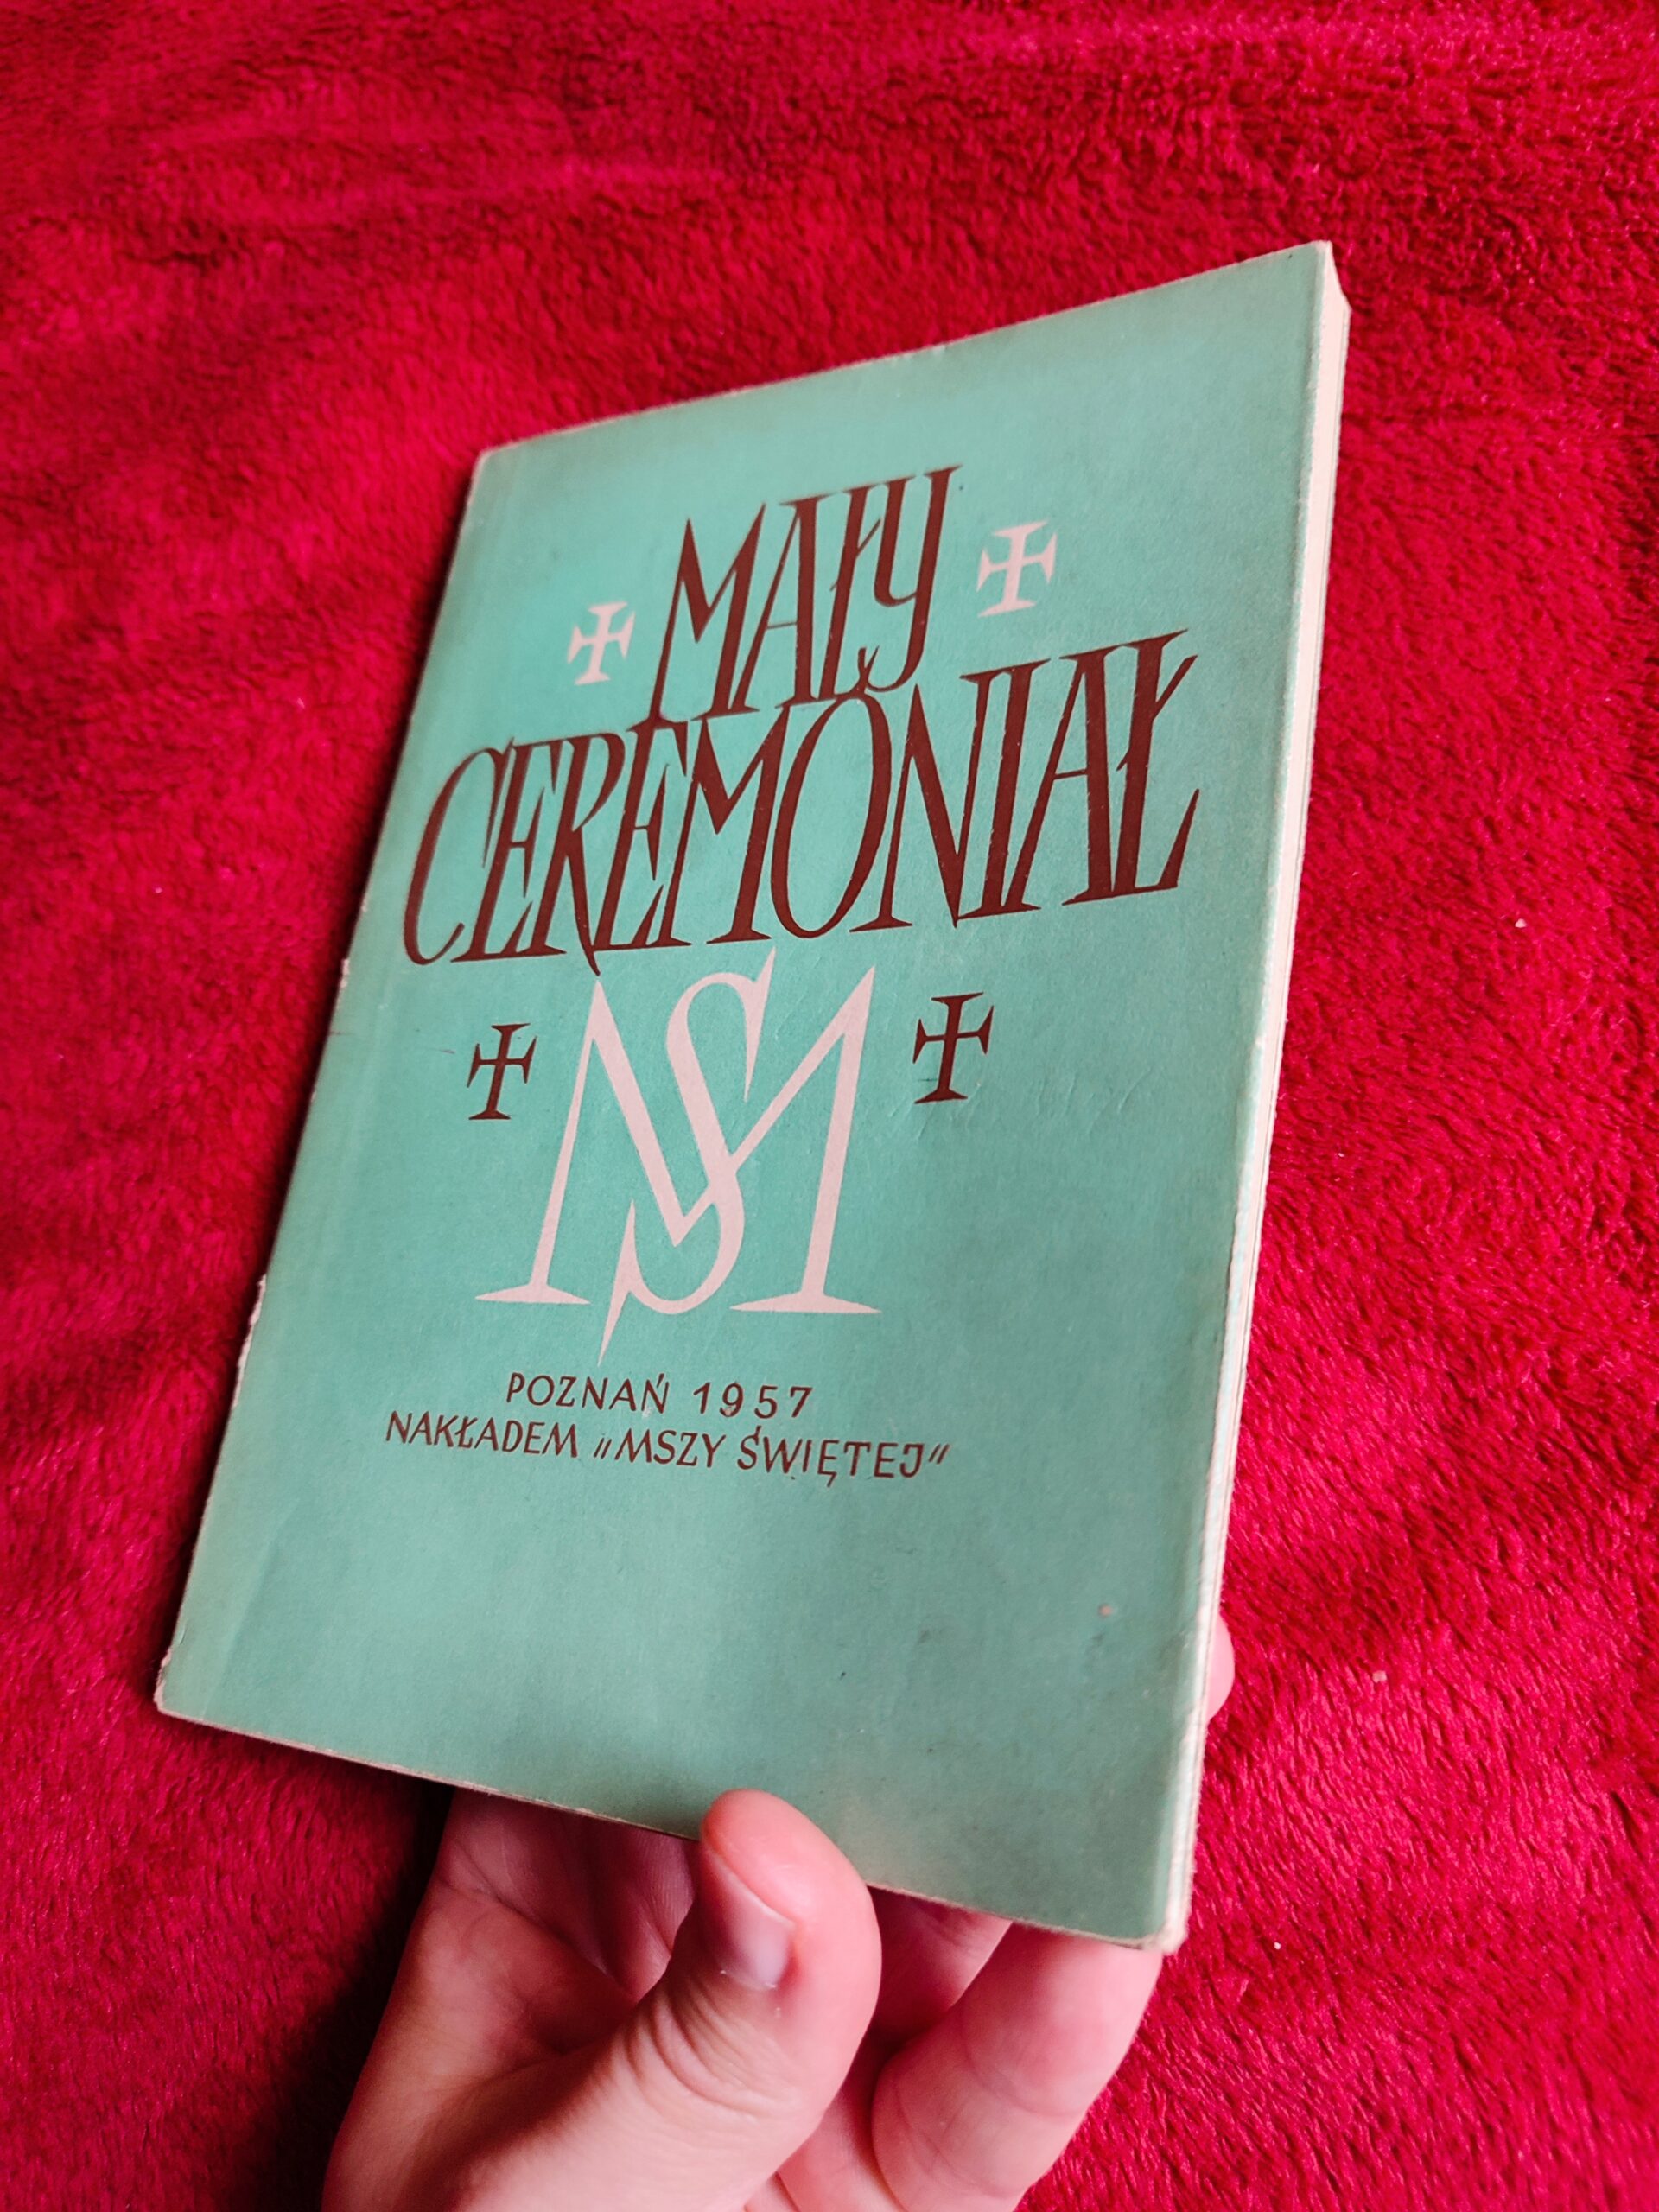 MAŁY
CEREMONIAŁ
MS
POZNAŃ 1957
NAKŁADEM „MSZY ŚWIĘTEJ"